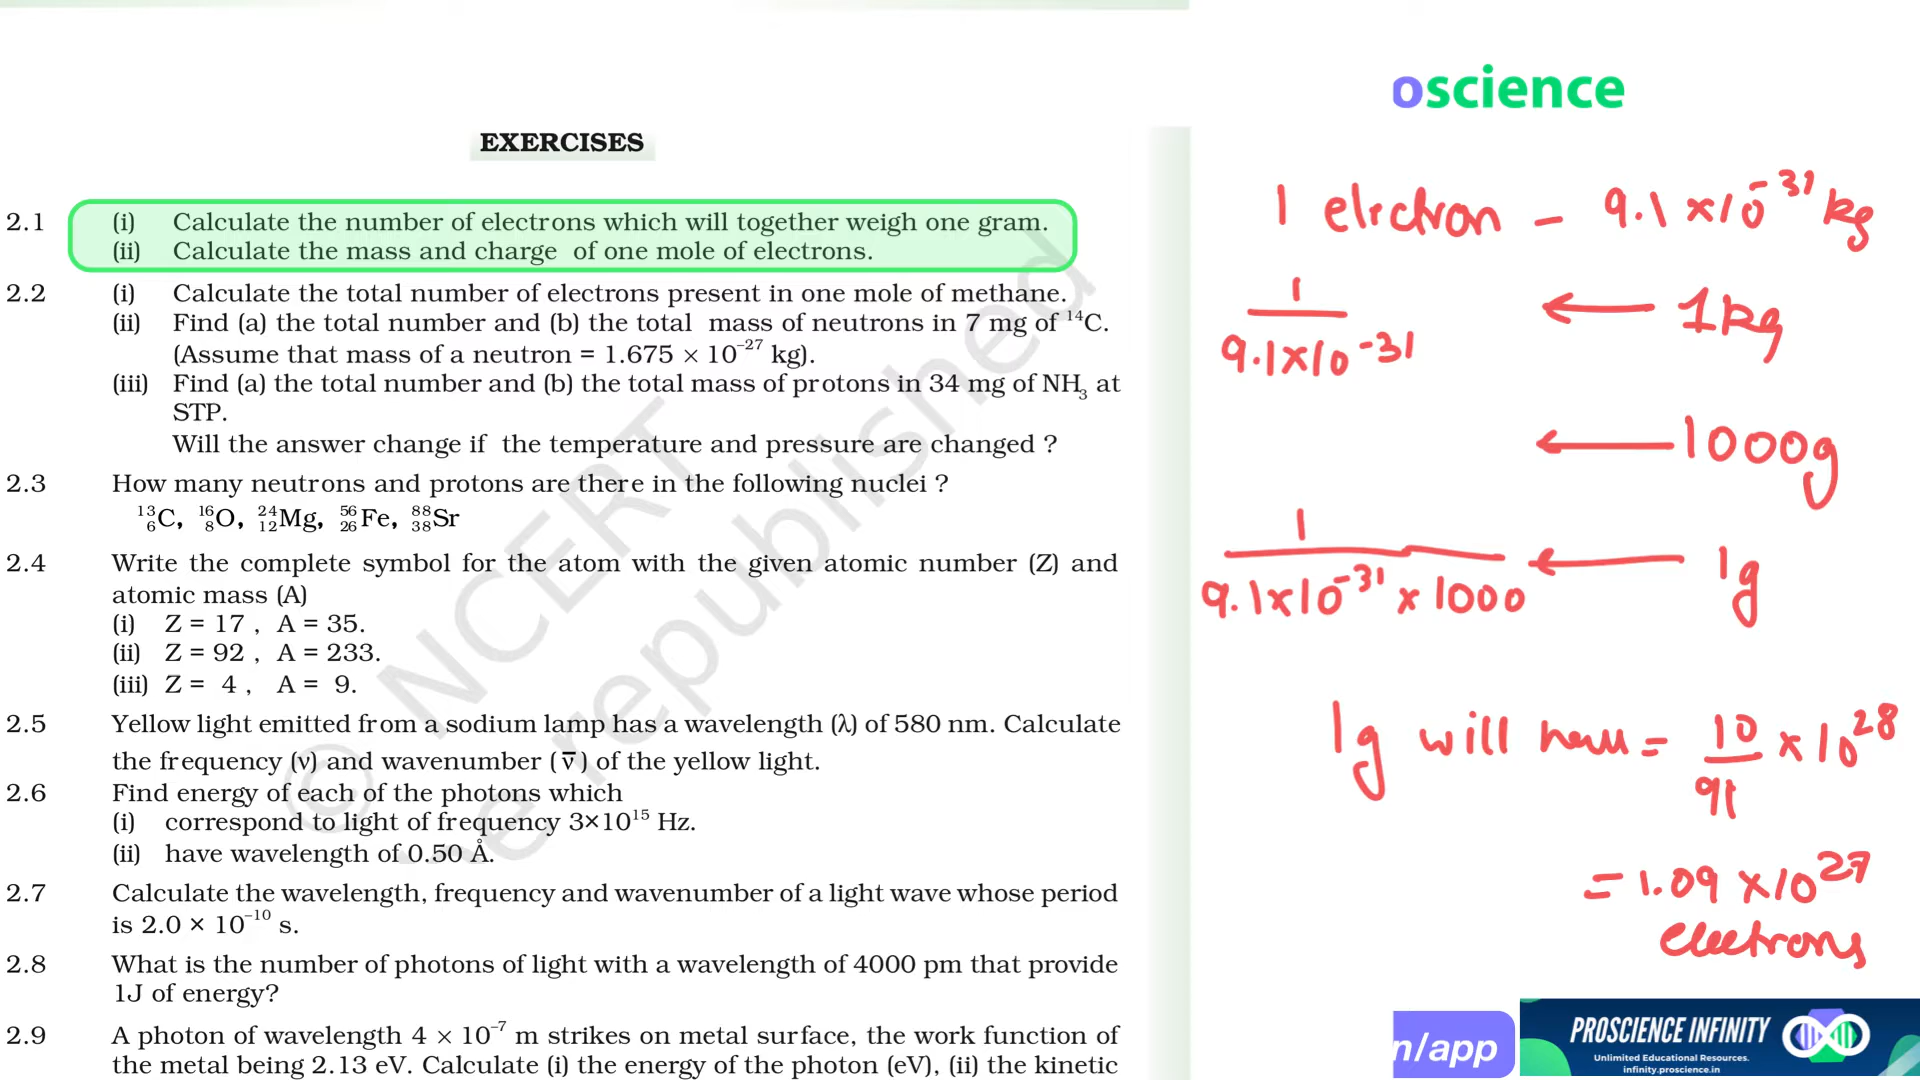 oscience
EXERCISES
2.1 (i) Calculate the number of electrons which will together weigh one gram.
(ii) Calculate the mass and charge of one mole of electrons.
2.2 (i) Calculate the total number of electrons present in one mole of methane.
(ii) Find (a) the total number and (b) the total mass of neutrons in 7 mg of ¹⁴C.
(Assume that mass of a neutron = 1.675 × 10⁻²⁷ kg).
(iii) Find (a) the total number and (b) the total mass of protons in 34 mg of NH₃ at
STP.
Will the answer change if the temperature and pressure are changed ?
2.3 How many neutrons and protons are there in the following nuclei ?
¹³₆C, ¹⁶₈O, ²⁴₁₂Mg, ⁵⁶₂₆Fe, ⁸⁸₃₈Sr
2.4 Write the complete symbol for the atom with the given atomic number (Z) and
atomic mass (A)
(i) Z = 17 , A = 35.
(ii) Z = 92 , A = 233.
(iii) Z = 4 , A = 9.
2.5 Yellow light emitted from a sodium lamp has a wavelength (λ) of 580 nm. Calculate
the frequency (ν) and wavenumber (ν̅) of the yellow light.
2.6 Find energy of each of the photons which
(i) correspond to light of frequency 3×10¹⁵ Hz.
(ii) have wavelength of 0.50 Å.
2.7 Calculate the wavelength, frequency and wavenumber of a light wave whose period
is 2.0 × 10⁻¹⁰ s.
2.8 What is the number of photons of light with a wavelength of 4000 pm that provide
1J of energy?
2.9 A photon of wavelength 4 × 10⁻⁷ m strikes on metal surface, the work function of
the metal being 2.13 eV. Calculate (i) the energy of the photon (eV), (ii) the kinetic
© NCERT
be republished
1 electron - 9.1 × 10⁻³¹ kg
1
9.1×10⁻³¹ ← 1kg
← 1000g
1
9.1×10⁻³¹ × 1000 ← 1g
1g will have = 10/91 × 10²⁸
= 1.09 × 10²⁷
electrons
n/app
PROSCIENCE INFINITY
Unlimited Educational Resources.
infinity.proscience.in